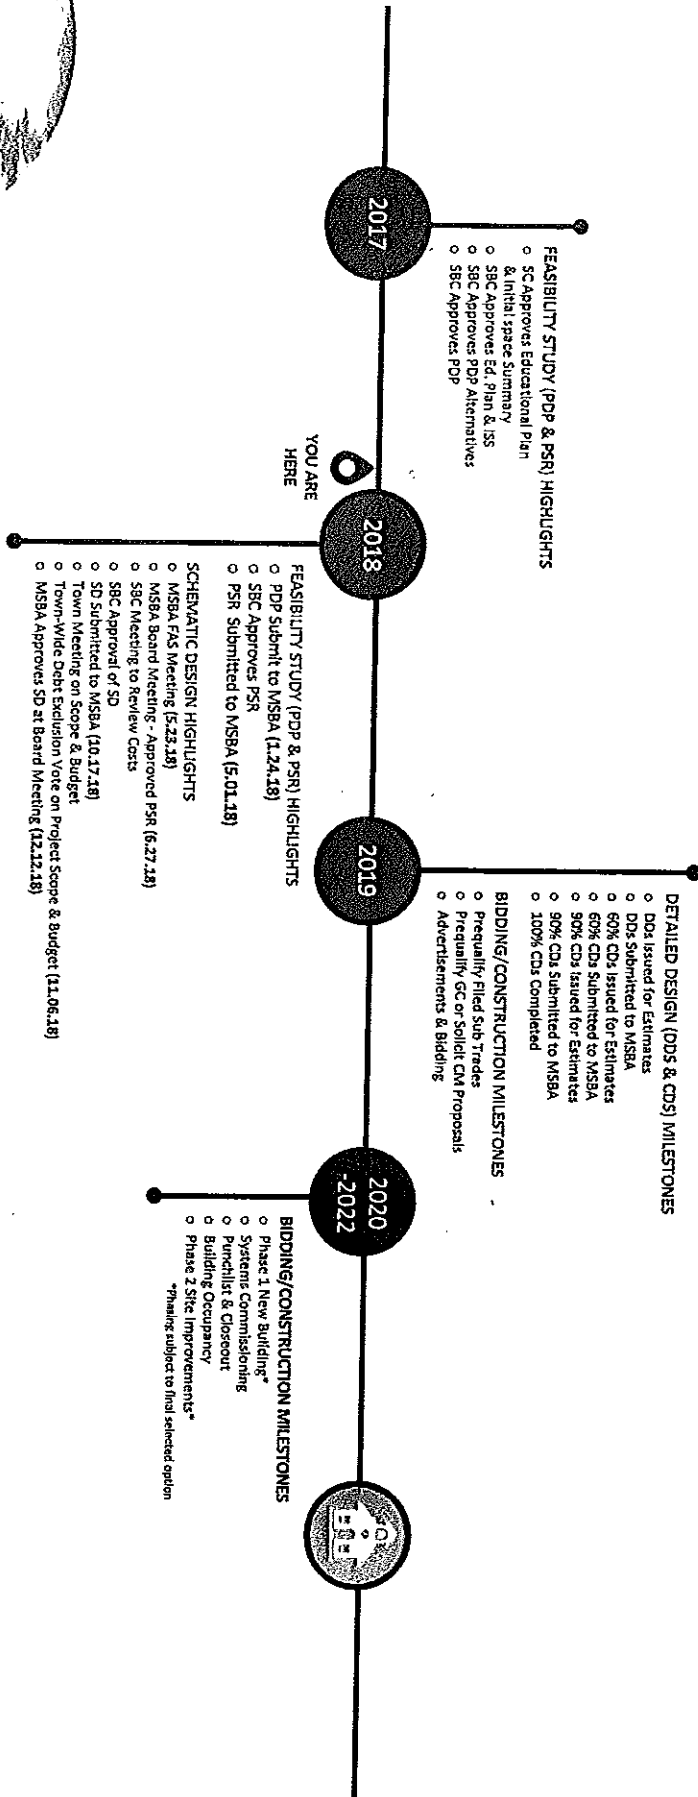 2017
FEASIBILITY STUDY (PDP & PSR) HIGHLIGHTS
o SC Approves Educational Plan
& Initial space Summary
o SBC Approves Ed. Plan & ISS
o SBC Approves PDP Alternatives
o SBC Approves PDP
YOU ARE
HERE
2018
FEASIBILITY STUDY (PDP & PSR) HIGHLIGHTS
o PDP Submit to MSBA (1.24.18)
o SBC Approves PSR
o PSR Submitted to MSBA (5.01.18)
SCHEMATIC DESIGN HIGHLIGHTS
o MSBA FAS Meeting (5.23.18)
o MSBA Board Meeting - Approved PSR (6.27.18)
o SBC Meeting to Review Costs
o SBC Approval of SD
o SD Submitted to MSBA (10.17.18)
o Town Meeting on Scope & Budget
o Town-Wide Debt Exclusion Vote on Project Scope & Budget (11.06.18)
o MSBA Approves SD at Board Meeting (12.12.18)
2019
DETAILED DESIGN (DDS & CDS) MILESTONES
o DDs Issued for Estimates
o DDs Submitted to MSBA
o 60% CDs Issued for Estimates
o 60% CDs Submitted to MSBA
o 90% CDs Issued for Estimates
o 90% CDs Submitted to MSBA
o 100% CDs Completed
BIDDING/CONSTRUCTION MILESTONES
o Prequalify Filed Sub Trades
o Prequalify GC or Solicit CM Proposals
o Advertisements & Bidding
2020
-2022
BIDDING/CONSTRUCTION MILESTONES
o Phase 1 New Building*
o Systems Commissioning
o Punchlist & Closeout
o Building Occupancy
o Phase 2 Site Improvements*
*Phasing subject to final selected option